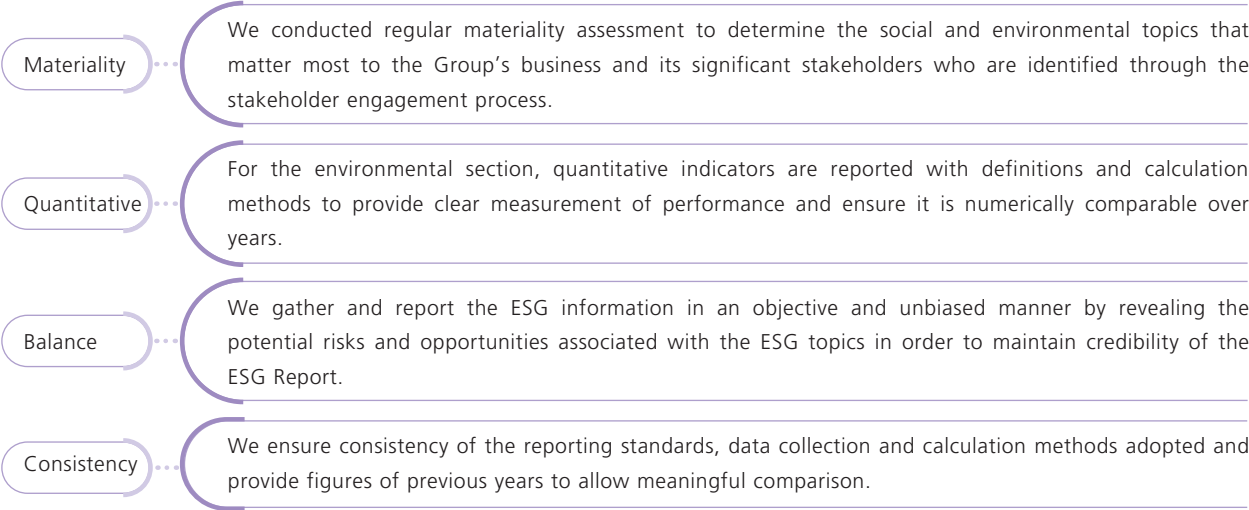 Materiality
We conducted regular materiality assessment to determine the social and environmental topics that
matter most to the Group's business and its significant stakeholders who are identified through the
stakeholder engagement process.
Quantitative
For the environmental section, quantitative indicators are reported with definitions and calculation
methods to provide clear measurement of performance and ensure it is numerically comparable over
years.
Balance
We gather and report the ESG information in an objective and unbiased manner by revealing the
potential risks and opportunities associated with the ESG topics in order to maintain credibility of the
ESG Report.
Consistency
We ensure consistency of the reporting standards, data collection and calculation methods adopted and
provide figures of previous years to allow meaningful comparison.